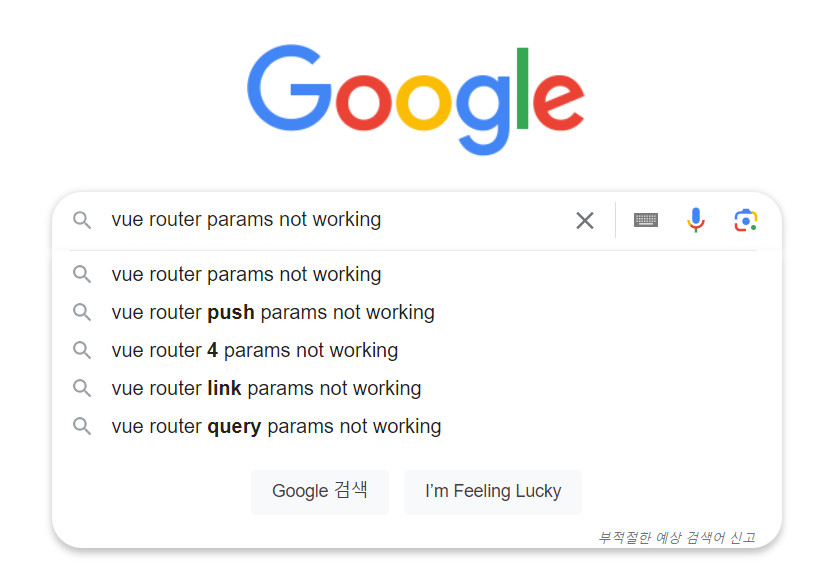 Google
vue router params not working
vue router params not working
vue router push params not working
vue router 4 params not working
vue router link params not working
vue router query params not working
Google 검색
I'm Feeling Lucky
부적절한 예상 검색어 신고